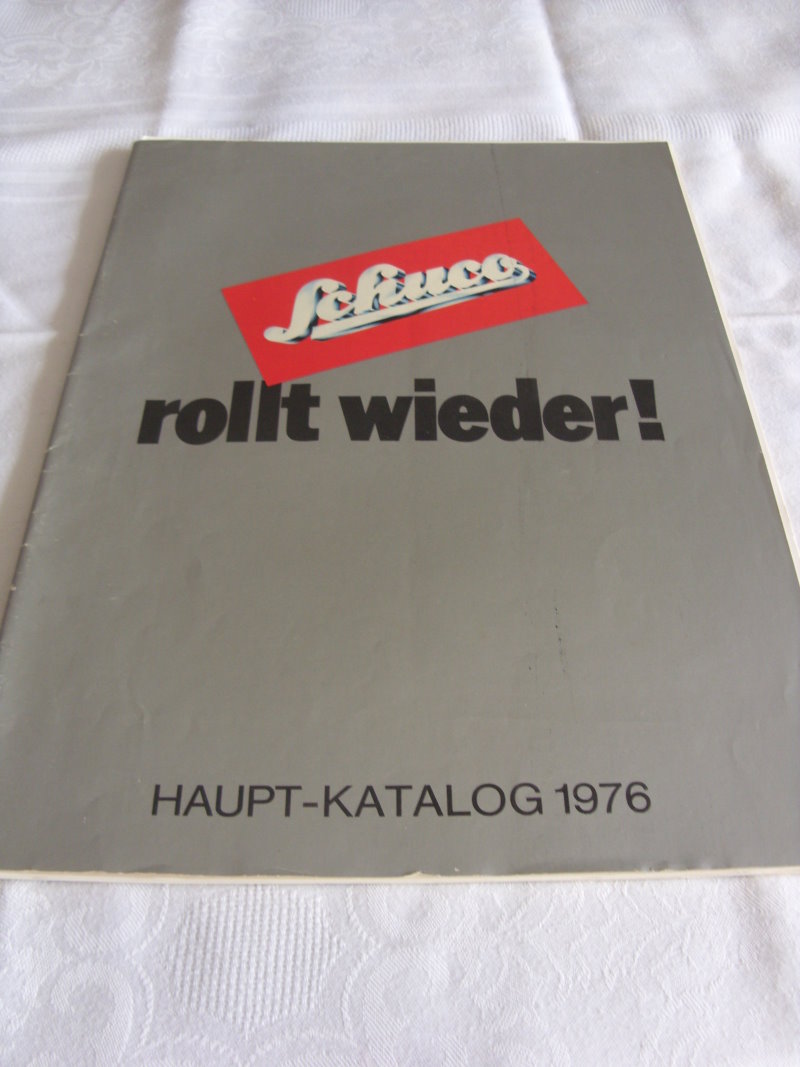 Schuco
rollt wieder!
HAUPT-KATALOG 1976